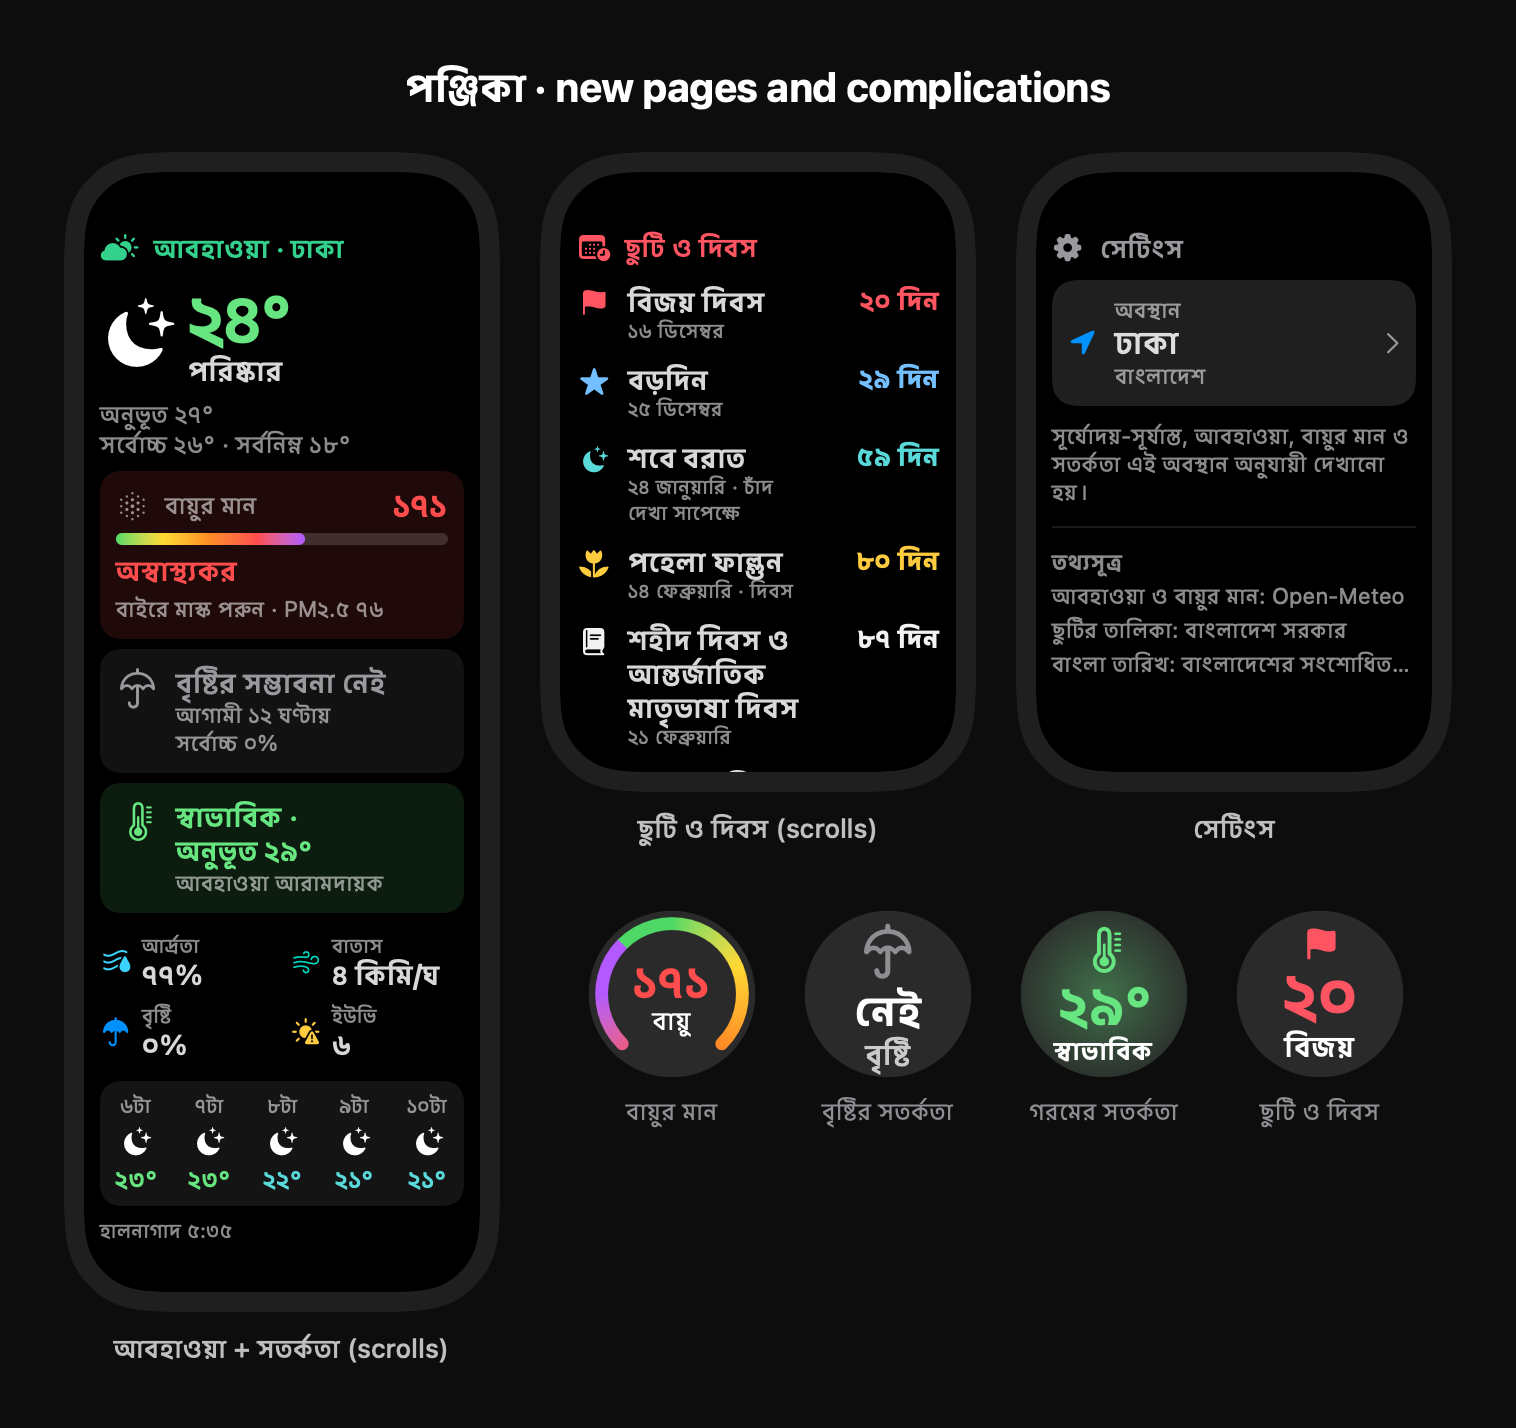 পঞ্জিকা · new pages and complications
আবহাওয়া · ঢাকা
২৪°
পরিষ্কার
অনুভূত ২৭°
সর্বোচ্চ ২৬° · সর্বনিম্ন ১৮°
বায়ুর মান ১৭১
অস্বাস্থ্যকর
বাইরে মাস্ক পরুন · PM২.৫ ৭৬
বৃষ্টির সম্ভাবনা নেই
আগামী ১২ ঘণ্টায়
সর্বোচ্চ ০%
স্বাভাবিক ·
অনুভূত ২৯°
আবহাওয়া আরামদায়ক
আর্দ্রতা
৭৭%
বাতাস
৪ কিমি/ঘ
বৃষ্টি
০%
ইউভি
৬
৬টা ৭টা ৮টা ৯টা ১০টা
২৩° ২৩° ২২° ২১° ২১°
হালনাগাদ ৫:৩৫
আবহাওয়া + সতর্কতা (scrolls)
ছুটি ও দিবস
বিজয় দিবস ২০ দিন
১৬ ডিসেম্বর
বড়দিন ২৯ দিন
২৫ ডিসেম্বর
শবে বরাত ৫৯ দিন
২৪ জানুয়ারি · চাঁদ
দেখা সাপেক্ষে
পহেলা ফাল্গুন ৮০ দিন
১৪ ফেব্রুয়ারি · দিবস
শহীদ দিবস ও ৮৭ দিন
আন্তর্জাতিক
মাতৃভাষা দিবস
২১ ফেব্রুয়ারি
ছুটি ও দিবস (scrolls)
সেটিংস
অবস্থান
ঢাকা
বাংলাদেশ
সূর্যোদয়-সূর্যাস্ত, আবহাওয়া, বায়ুর মান ও
সতর্কতা এই অবস্থান অনুযায়ী দেখানো
হয়।
তথ্যসূত্র
আবহাওয়া ও বায়ুর মান: Open-Meteo
ছুটির তালিকা: বাংলাদেশ সরকার
বাংলা তারিখ: বাংলাদেশের সংশোধিত...
সেটিংস
১৭১
বায়ু
বায়ুর মান
নেই
বৃষ্টি
বৃষ্টির সতর্কতা
২৯°
স্বাভাবিক
গরমের সতর্কতা
২০
বিজয়
ছুটি ও দিবস